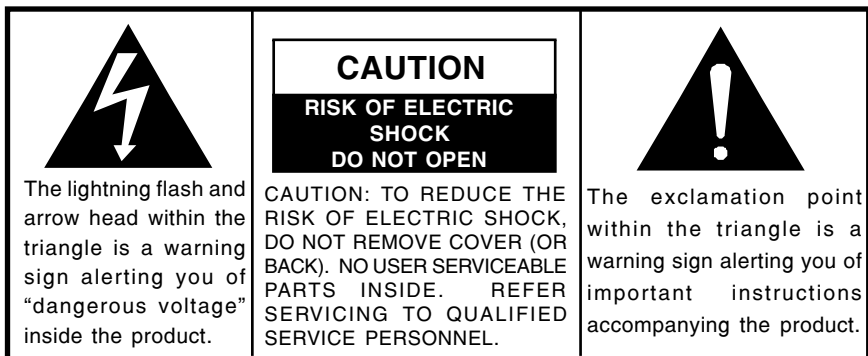 The lightning flash and
arrow head within the
triangle is a warning
sign alerting you of
“dangerous voltage”
inside the product.
CAUTION
RISK OF ELECTRIC
SHOCK
DO NOT OPEN
CAUTION: TO REDUCE THE
RISK OF ELECTRIC SHOCK,
DO NOT REMOVE COVER (OR
BACK). NO USER SERVICEABLE
PARTS INSIDE. REFER
SERVICING TO QUALIFIED
SERVICE PERSONNEL.
The exclamation point
within the triangle is a
warning sign alerting you of
important instructions
accompanying the product.